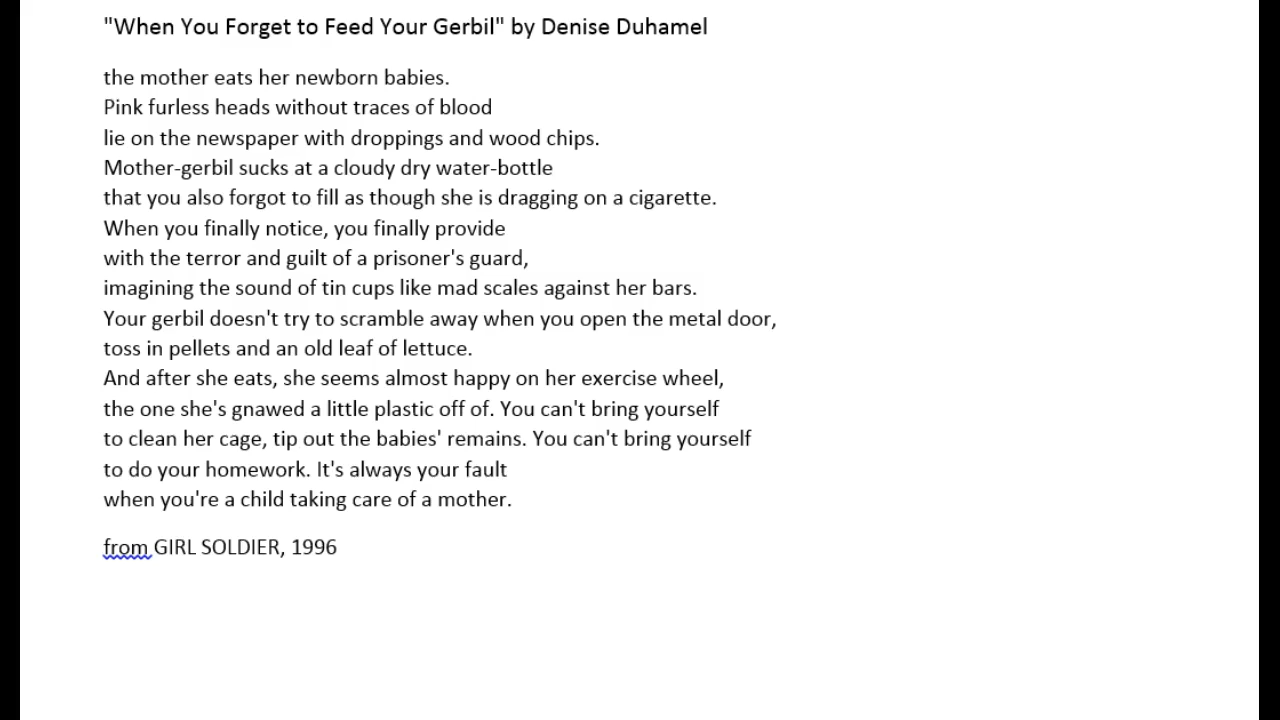 "When You Forget to Feed Your Gerbil" by Denise Duhamel
the mother eats her newborn babies.
Pink furless heads without traces of blood
lie on the newspaper with droppings and wood chips.
Mother-gerbil sucks at a cloudy dry water-bottle
that you also forgot to fill as though she is dragging on a cigarette.
When you finally notice, you finally provide
with the terror and guilt of a prisoner's guard,
imagining the sound of tin cups like mad scales against her bars.
Your gerbil doesn't try to scramble away when you open the metal door,
toss in pellets and an old leaf of lettuce.
And after she eats, she seems almost happy on her exercise wheel,
the one she's gnawed a little plastic off of. You can't bring yourself
to clean her cage, tip out the babies' remains. You can't bring yourself
to do your homework. It's always your fault
when you're a child taking care of a mother.
from GIRL SOLDIER, 1996